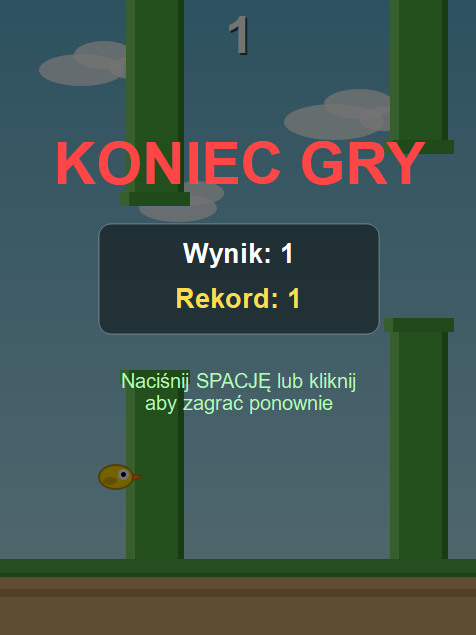 1
KONIEC GRY
Wynik: 1
Rekord: 1
Naciśnij SPACJĘ lub kliknij
aby zagrać ponownie